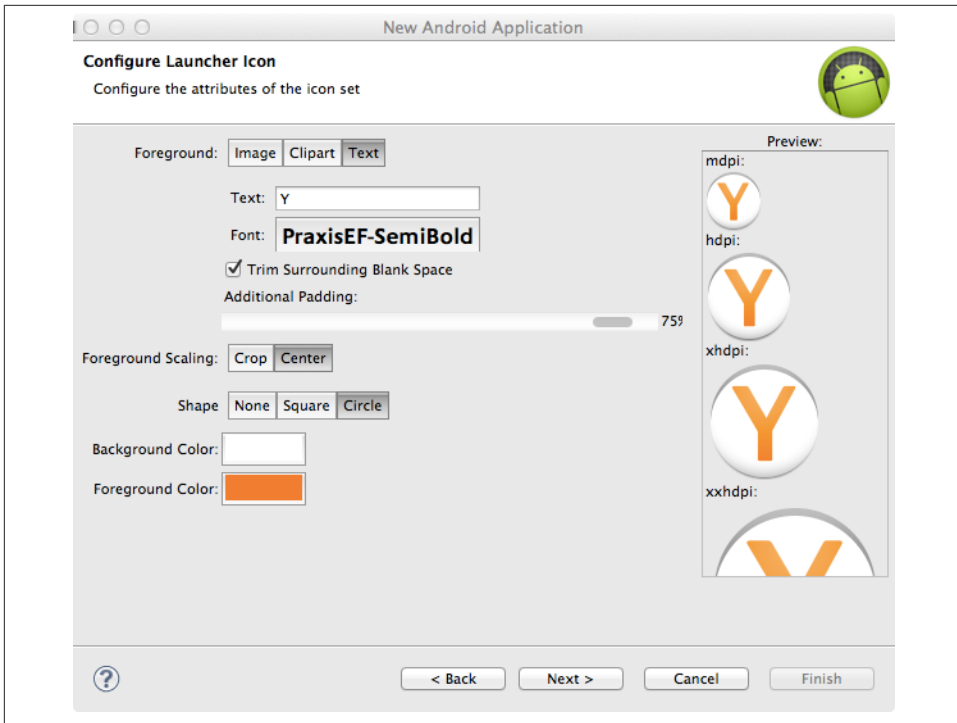 New Android Application
Configure Launcher Icon
Configure the attributes of the icon set
Foreground: Image Clipart Text
Text: Y
Font: PraxisEF-SemiBold
Trim Surrounding Blank Space
Additional Padding:
75%
Foreground Scaling: Crop Center
Shape None Square Circle
Background Color:
Foreground Color:
Preview:
mdpi:
Y
hdpi:
Y
xhdpi:
Y
xxhdpi:
Y
? < Back Next > Cancel Finish